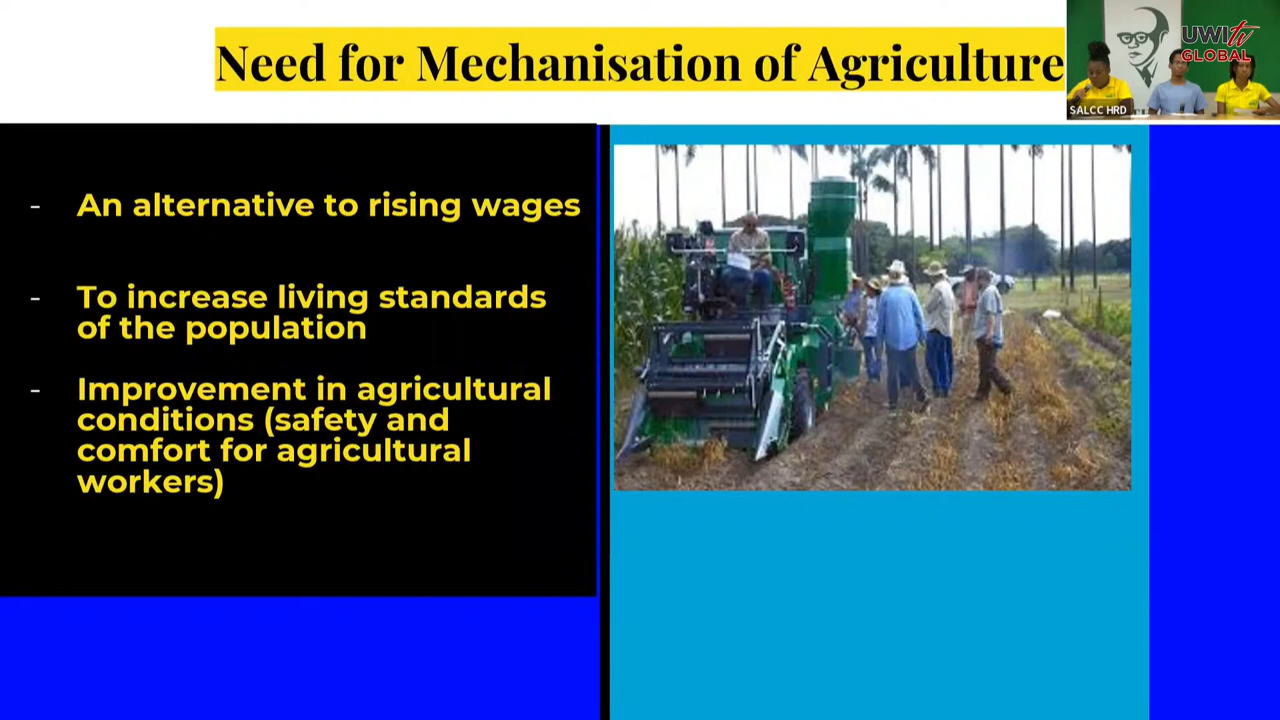 Need for Mechanisation of Agriculture
UWI tv
GLOBAL
SALCC HRD
- An alternative to rising wages
- To increase living standards
of the population
- Improvement in agricultural
conditions (safety and
comfort for agricultural
workers)